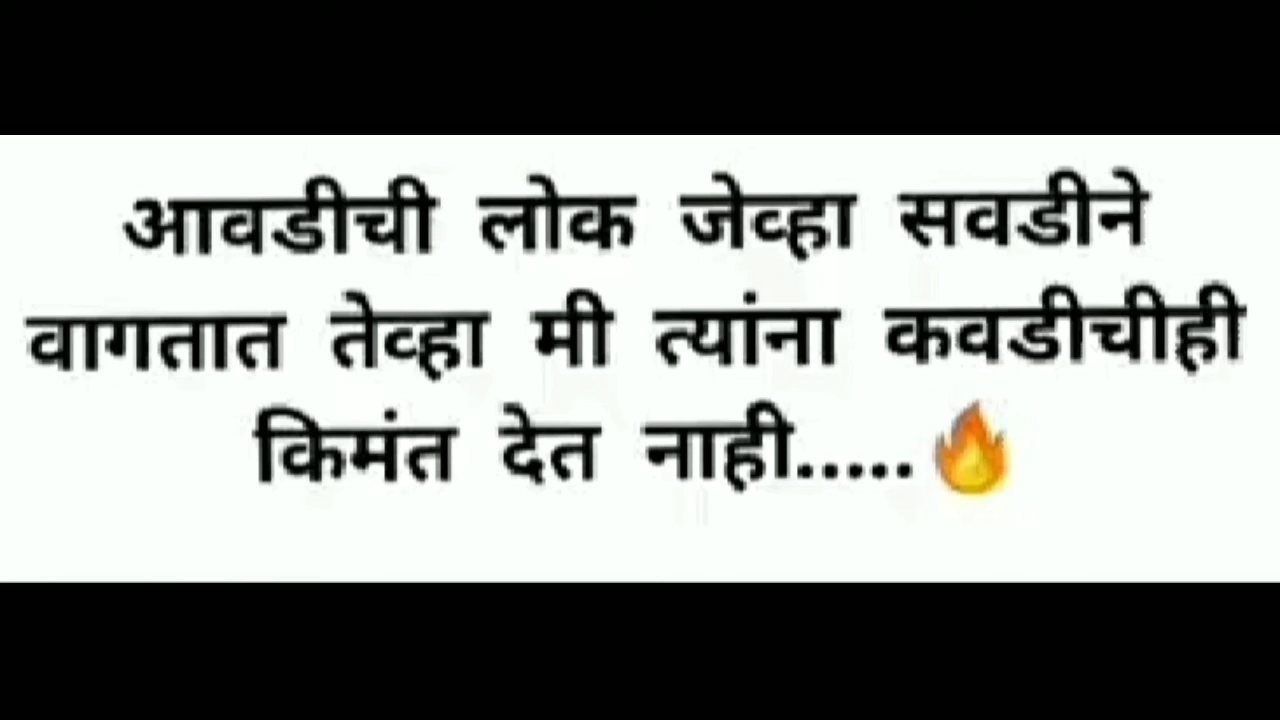 आवडीची लोक जेव्हा सवडीने
वागतात तेव्हा मी त्यांना कवडीचीही
किमंत देत नाही.....🔥